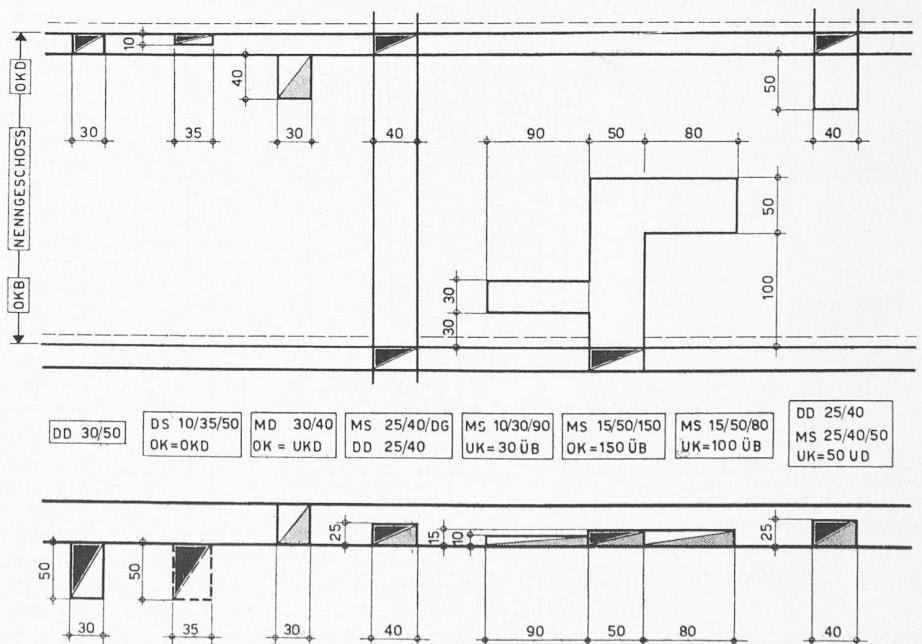 10
OKD
40
50
30
35
30
40
90
50
80
40
NENNGESCHOSS
50
OKB
30
100
30
DD 30/50
DS 10/35/50
OK=OKD
MD 30/40
OK = UKD
MS 25/40/DG
DD 25/40
MS 10/30/90
UK=30 ÜB
MS 15/50/150
OK=150 ÜB
MS 15/50/80
UK=100 ÜB
DD 25/40
MS 25/40/50
UK=50 UD
25
15
10
25
50
50
30
35
30
40
90
50
80
40